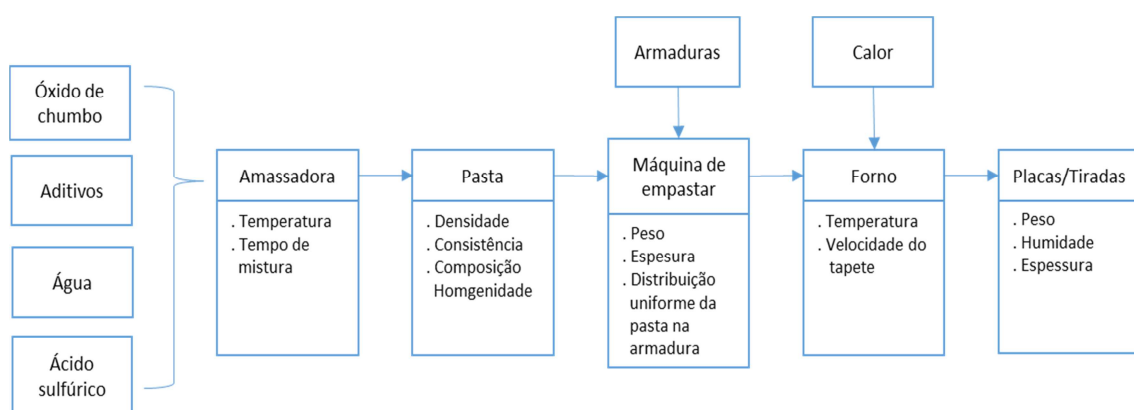 Óxido de
chumbo
Aditivos
Água
Ácido
sulfúrico
Amassadora
. Temperatura
. Tempo de
mistura
Pasta
. Densidade
. Consistência
. Composição
Homgenidade
Armaduras
Máquina de
empastar
. Peso
. Espesura
. Distribuição
uniforme da
pasta na
armadura
Calor
Forno
. Temperatura
. Velocidade do
tapete
Placas/Tiradas
. Peso
. Humidade
. Espessura